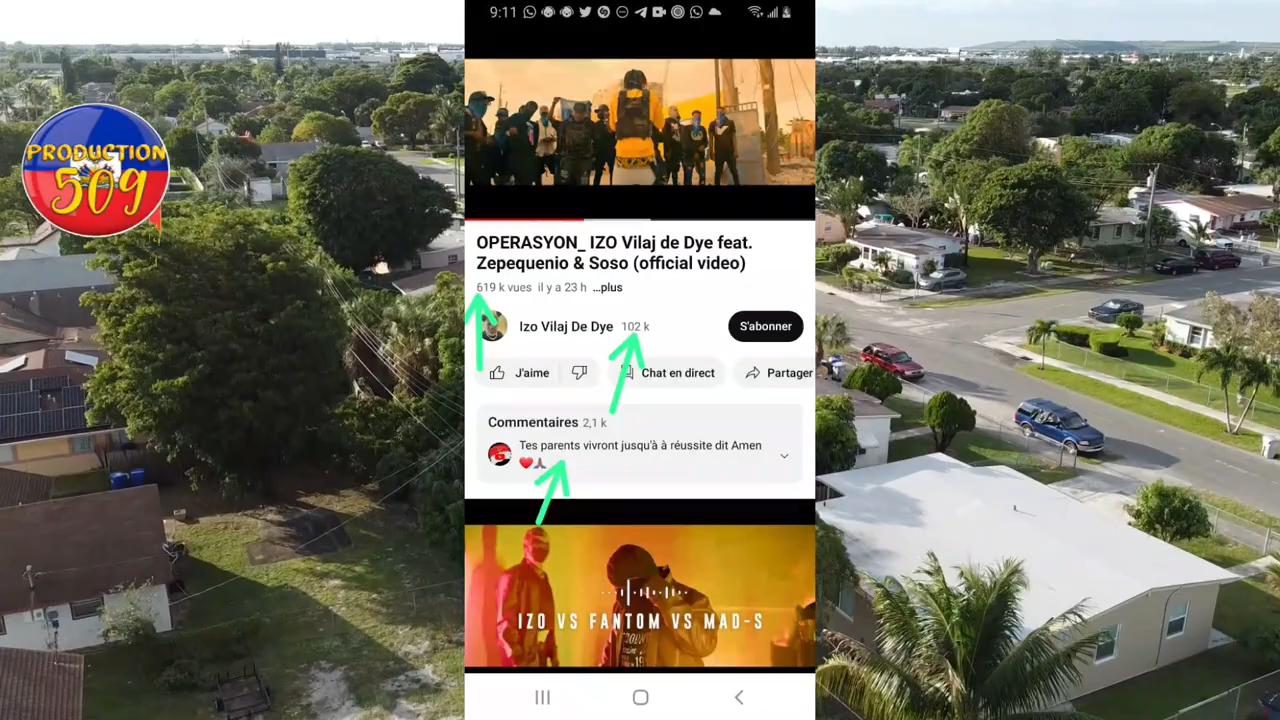 PRODUCTION
509
9:11
OPERASYON_ IZO Vilaj de Dye feat.
Zepequenio & Soso (official video)
619 k vues il y a 23 h ...plus
Izo Vilaj De Dye 102 k
S'abonner
J'aime
Chat en direct
Partager
Commentaires 2,1 k
Tes parents vivront jusqu'à à réussite dit Amen
IZO VS FANTOM VS MAD-S